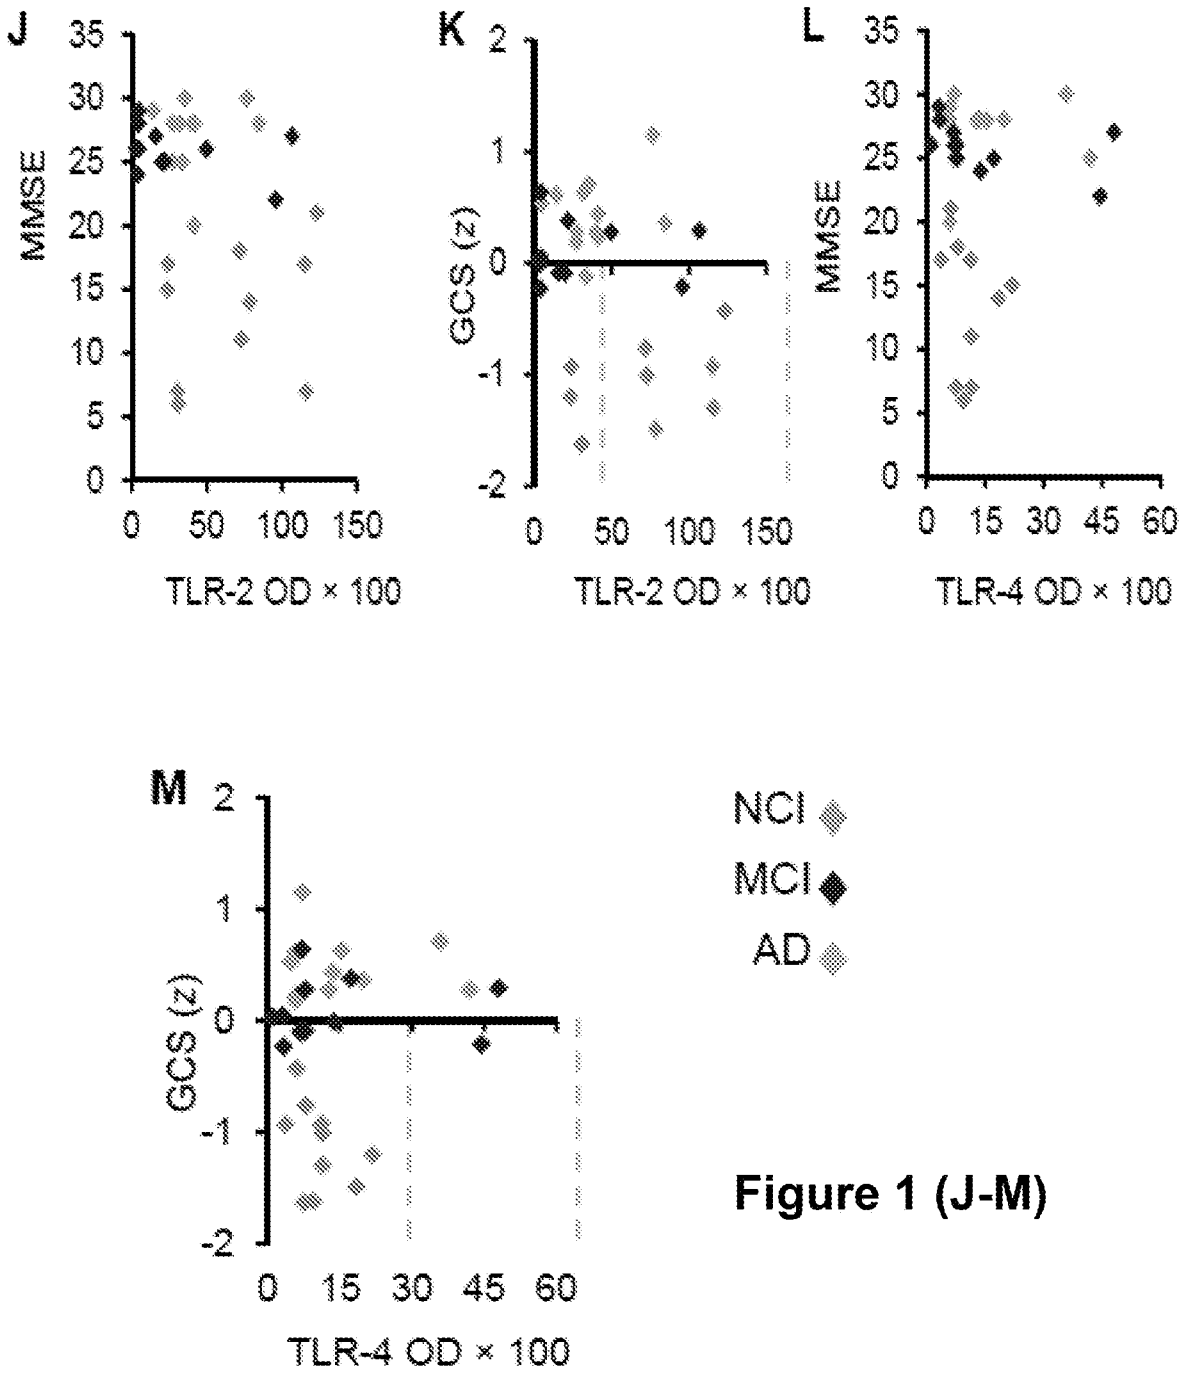 J
35
30
25
20
15
10
5
0
MMSE
0 50 100 150
TLR-2 OD × 100
K
2
1
0
-1
-2
GCS (z)
0 50 100 150
TLR-2 OD × 100
L
35
30
25
20
15
10
5
0
MMSE
0 15 30 45 60
TLR-4 OD × 100
M
2
1
0
-1
-2
GCS (z)
0 15 30 45 60
TLR-4 OD × 100
NCI
MCI
AD
Figure 1 (J-M)